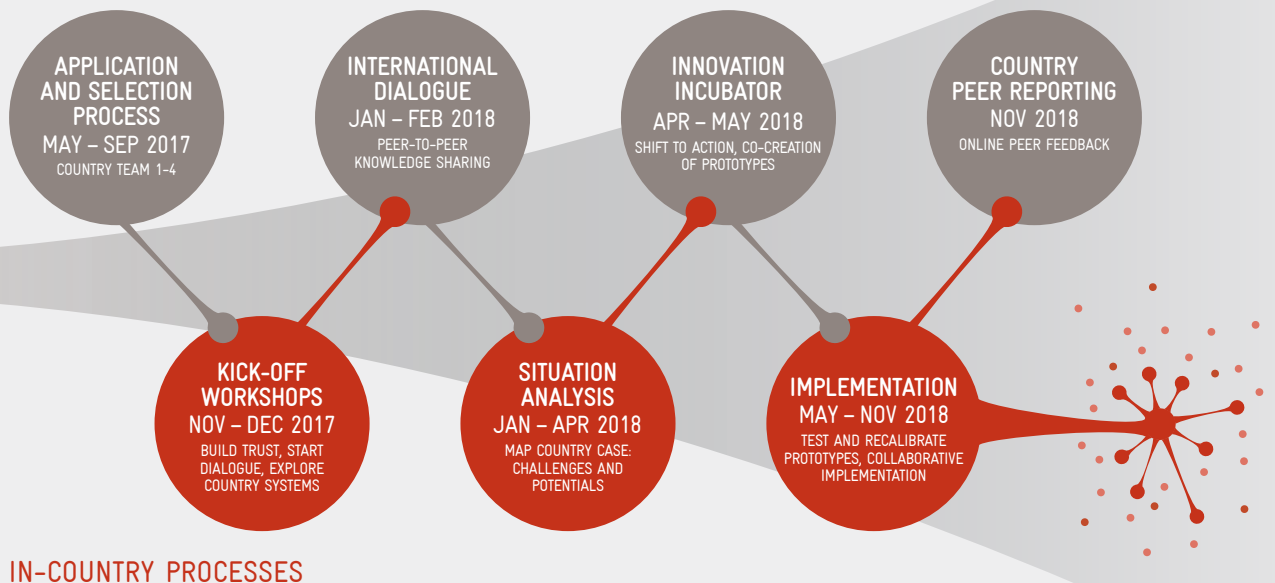 APPLICATION
AND SELECTION
PROCESS
MAY – SEP 2017
COUNTRY TEAM 1-4
INTERNATIONAL
DIALOGUE
JAN – FEB 2018
PEER-TO-PEER
KNOWLEDGE SHARING
INNOVATION
INCUBATOR
APR – MAY 2018
SHIFT TO ACTION, CO-CREATION
OF PROTOTYPES
COUNTRY
PEER REPORTING
NOV 2018
ONLINE PEER FEEDBACK
KICK-OFF
WORKSHOPS
NOV – DEC 2017
BUILD TRUST, START
DIALOGUE, EXPLORE
COUNTRY SYSTEMS
SITUATION
ANALYSIS
JAN – APR 2018
MAP COUNTRY CASE:
CHALLENGES AND
POTENTIALS
IMPLEMENTATION
MAY – NOV 2018
TEST AND RECALIBRATE
PROTOTYPES, COLLABORATIVE
IMPLEMENTATION
IN-COUNTRY PROCESSES